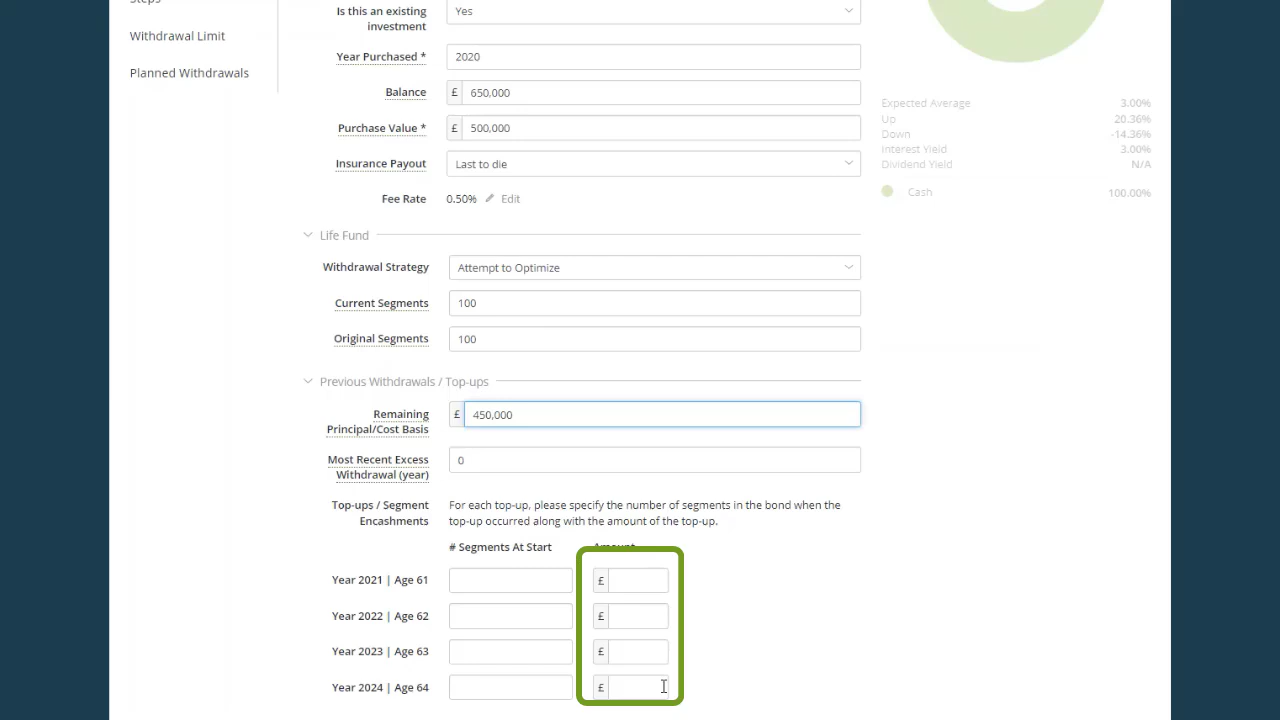 Steps
Withdrawal Limit
Planned Withdrawals
Is this an existing
investment
Yes
Year Purchased *
2020
Balance
£ 650,000
Purchase Value *
£ 500,000
Insurance Payout
Last to die
Fee Rate
0.50% Edit
Life Fund
Withdrawal Strategy
Attempt to Optimize
Current Segments
100
Original Segments
100
Previous Withdrawals / Top-ups
Remaining
Principal/Cost Basis
£ 450,000
Most Recent Excess
Withdrawal (year)
0
Top-ups / Segment
Encashments
For each top-up, please specify the number of segments in the bond when the
top-up occurred along with the amount of the top-up.
# Segments At Start
Amount
Year 2021 | Age 61
£
Year 2022 | Age 62
£
Year 2023 | Age 63
£
Year 2024 | Age 64
£
Expected Average 3.00%
Up 20.36%
Down -14.36%
Interest Yield 3.00%
Dividend Yield N/A
Cash 100.00%